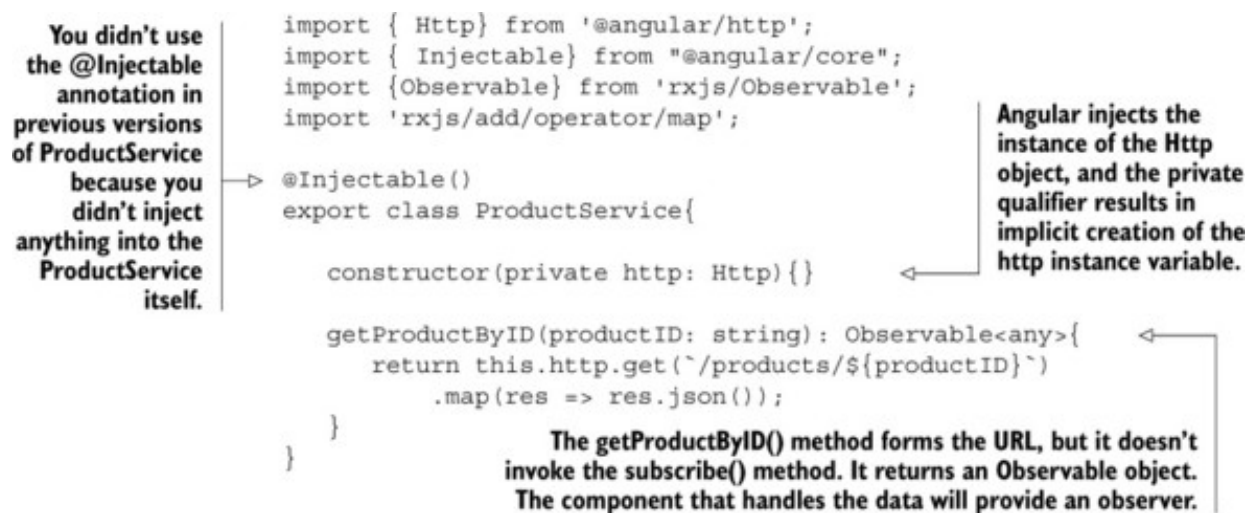 You didn't use
the @Injectable
annotation in
previous versions
of ProductService
because you
didn't inject
anything into the
ProductService
itself.
import { Http} from '@angular/http';
import { Injectable} from "@angular/core";
import {Observable} from 'rxjs/Observable';
import 'rxjs/add/operator/map';
@Injectable()
export class ProductService{
constructor(private http: Http){}
getProductByID(productID: string): Observable<any>{
return this.http.get(`/products/${productID}`)
.map(res => res.json());
}
}
Angular injects the
instance of the Http
object, and the private
qualifier results in
implicit creation of the
http instance variable.
The getProductByID() method forms the URL, but it doesn't
invoke the subscribe() method. It returns an Observable object.
The component that handles the data will provide an observer.